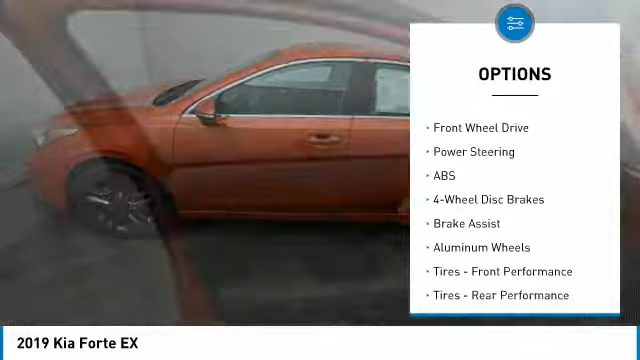 OPTIONS
Front Wheel Drive
Power Steering
ABS
4-Wheel Disc Brakes
Brake Assist
Aluminum Wheels
Tires - Front Performance
Tires - Rear Performance
2019 Kia Forte EX